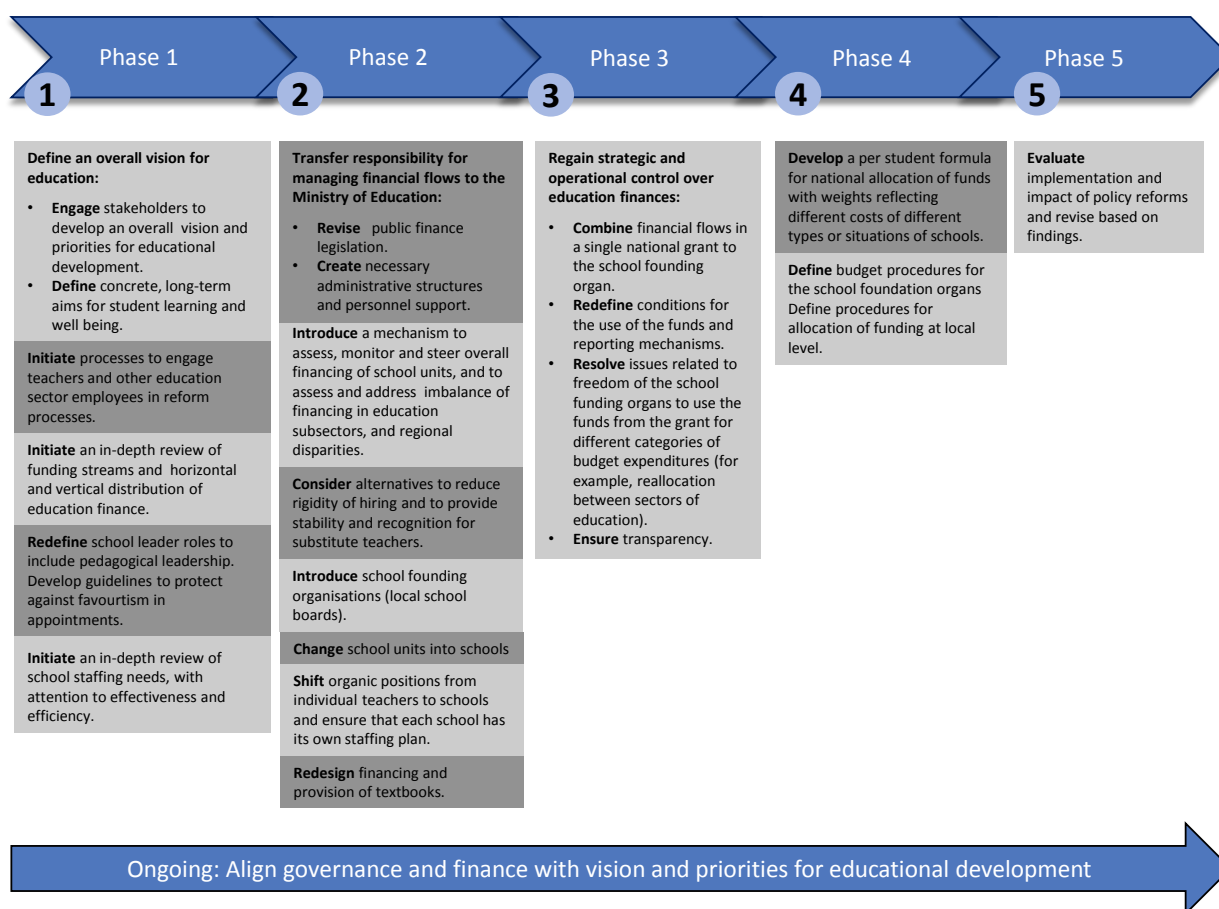 Phase 1
Phase 2
Phase 3
Phase 4
Phase 5
1
2
3
4
5
Define an overall vision for
education:
• Engage stakeholders to
develop an overall vision and
priorities for educational
development.
• Define concrete, long-term
aims for student learning and
well being.
Initiate processes to engage
teachers and other education
sector employees in reform
processes.
Initiate an in-depth review of
funding streams and horizontal
and vertical distribution of
education finance.
Redefine school leader roles to
include pedagogical leadership.
Develop guidelines to protect
against favourtism in
appointments.
Initiate an in-depth review of
school staffing needs, with
attention to effectiveness and
efficiency.
Transfer responsibility for
managing financial flows to the
Ministry of Education:
• Revise public finance
legislation.
• Create necessary
administrative structures
and personnel support.
Introduce a mechanism to
assess, monitor and steer overall
financing of school units, and to
assess and address imbalance of
financing in education
subsectors, and regional
disparities.
Consider alternatives to reduce
rigidity of hiring and to provide
stability and recognition for
substitute teachers.
Introduce school founding
organisations (local school
boards).
Change school units into schools
Shift organic positions from
individual teachers to schools
and ensure that each school has
its own staffing plan.
Redesign financing and
provision of textbooks.
Regain strategic and
operational control over
education finances:
• Combine financial flows in
a single national grant to
the school founding
organ.
• Redefine conditions for
the use of the funds and
reporting mechanisms.
• Resolve issues related to
freedom of the school
funding organs to use the
funds from the grant for
different categories of
budget expenditures (for
example, reallocation
between sectors of
education).
• Ensure transparency.
Develop a per student formula
for national allocation of funds
with weights reflecting
different costs of different
types or situations of schools.
Define budget procedures for
the school foundation organs
Define procedures for
allocation of funding at local
level.
Evaluate
implementation and
impact of policy reforms
and revise based on
findings.
Ongoing: Align governance and finance with vision and priorities for educational development